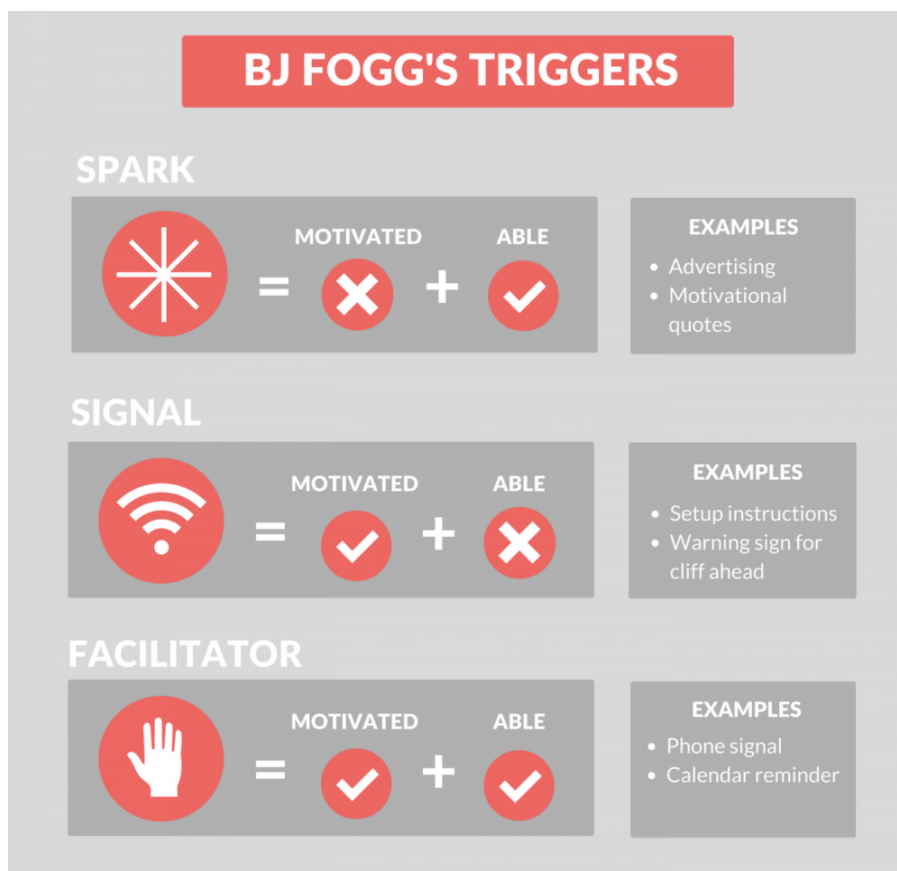 BJ FOGG'S TRIGGERS
SPARK
MOTIVATED
ABLE
=
+
EXAMPLES
• Advertising
• Motivational
quotes
SIGNAL
MOTIVATED
ABLE
=
+
EXAMPLES
• Setup instructions
• Warning sign for
cliff ahead
FACILITATOR
MOTIVATED
ABLE
=
+
EXAMPLES
• Phone signal
• Calendar reminder